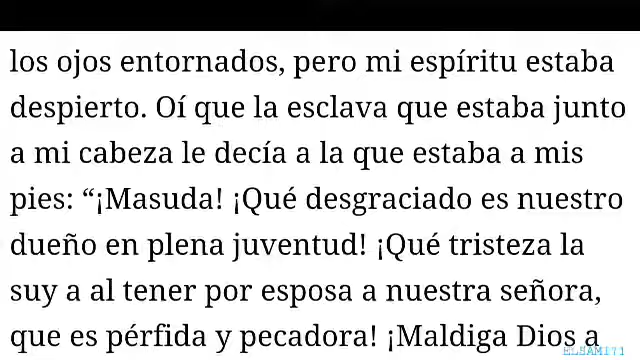 los ojos entornados, pero mi espíritu estaba
despierto. Oí que la esclava que estaba junto
a mi cabeza le decía a la que estaba a mis
pies: “¡Masuda! ¡Qué desgraciado es nuestro
dueño en plena juventud! ¡Qué tristeza la
suy a al tener por esposa a nuestra señora,
que es pérfida y pecadora! ¡Maldiga Dios a
ELSAMI71